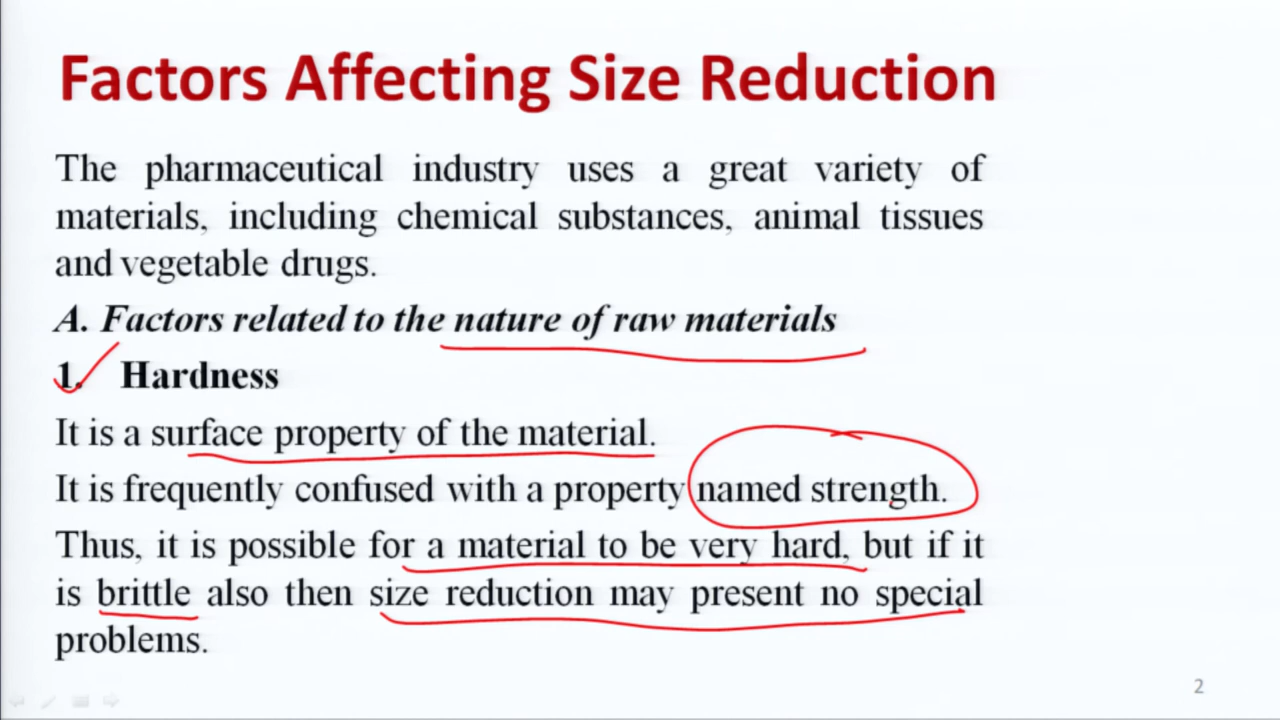 Factors Affecting Size Reduction
The pharmaceutical industry uses a great variety of
materials, including chemical substances, animal tissues
and vegetable drugs.
A. Factors related to the nature of raw materials
1. Hardness
It is a surface property of the material.
It is frequently confused with a property named strength.
Thus, it is possible for a material to be very hard, but if it
is brittle also then size reduction may present no special
problems.
2